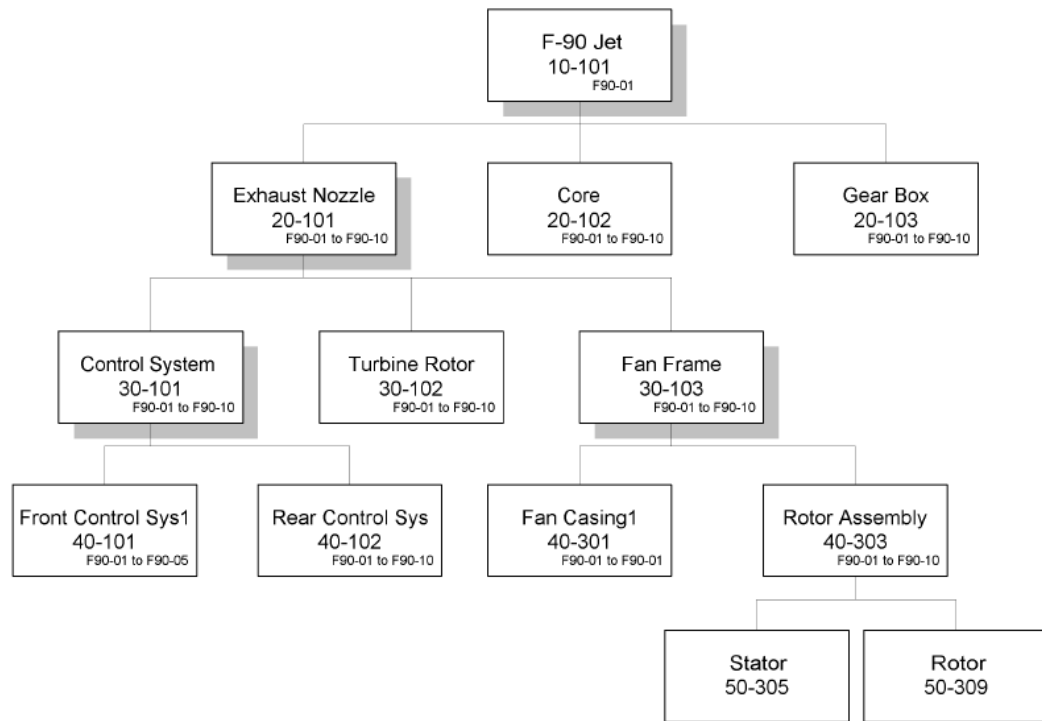 F-90 Jet
10-101
F90-01
Exhaust Nozzle
20-101
F90-01 to F90-10
Core
20-102
F90-01 to F90-10
Gear Box
20-103
F90-01 to F90-10
Control System
30-101
F90-01 to F90-10
Turbine Rotor
30-102
F90-01 to F90-10
Fan Frame
30-103
F90-01 to F90-10
Front Control Sys1
40-101
F90-01 to F90-05
Rear Control Sys
40-102
F90-01 to F90-10
Fan Casing1
40-301
F90-01 to F90-01
Rotor Assembly
40-303
F90-01 to F90-10
Stator
50-305
Rotor
50-309